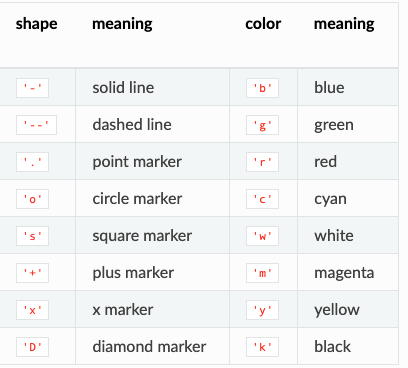 shape meaning color meaning
'-' solid line 'b' blue
'--' dashed line 'g' green
'.' point marker 'r' red
'o' circle marker 'c' cyan
's' square marker 'w' white
'+' plus marker 'm' magenta
'x' x marker 'y' yellow
'D' diamond marker 'k' black